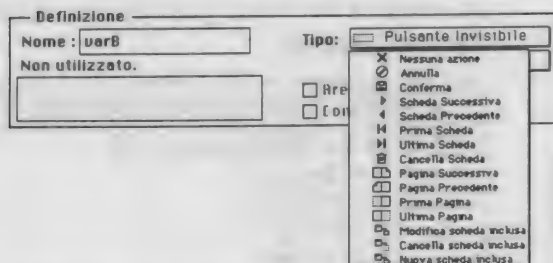 Definizione
Nome : varB
Tipo: Pulsante Invisibile
Non utilizzato.
Are
Con
Nessuna azione
Annulla
Conferma
Scheda Successiva
Scheda Precedente
Prima Scheda
Ultima Scheda
Cancella Scheda
Pagina Successiva
Pagina Precedente
Prima Pagina
Ultima Pagina
Modifica scheda inclusa
Cancella scheda inclusa
Nuova scheda inclusa